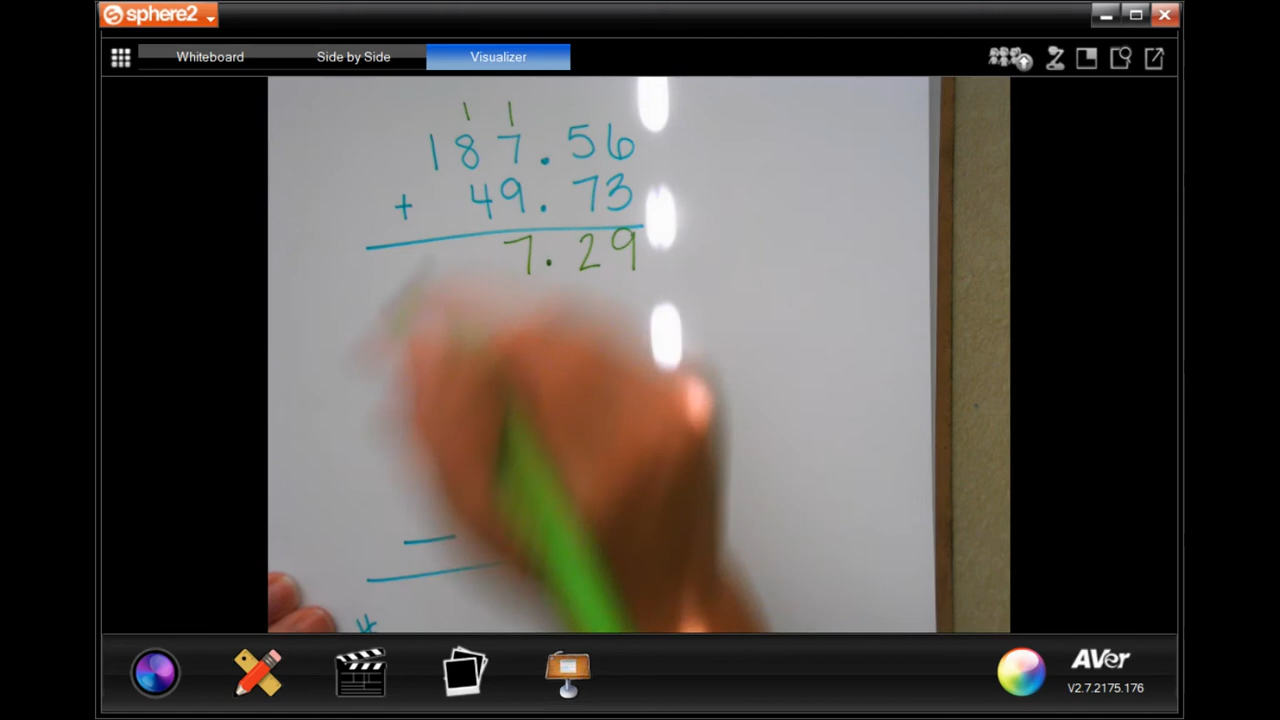 sphere2
Whiteboard Side by Side Visualizer
1 1
187.56
+ 49.73
7.29
AVer
V2.7.2175.176